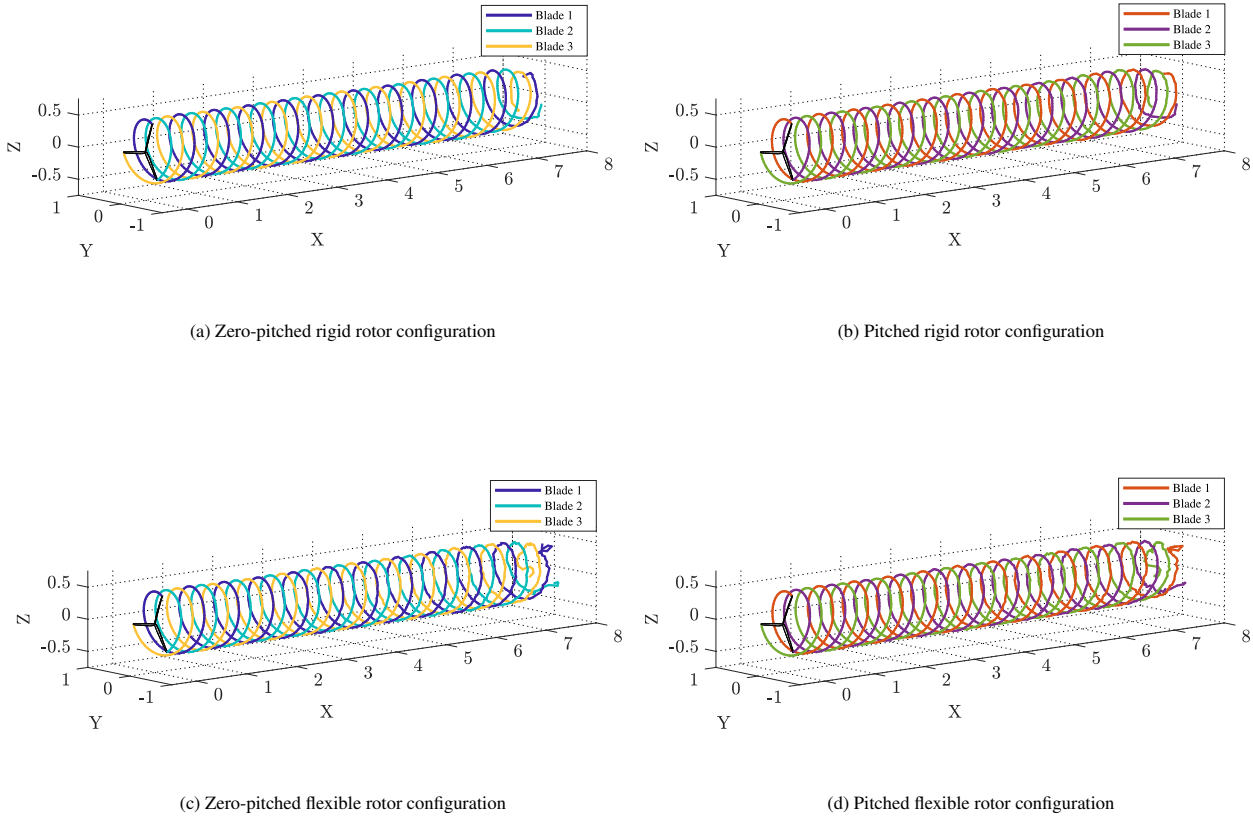 Blade 1
Blade 2
Blade 3
0.5
0
-0.5
Z
1
0
-1
Y
0
1
2
3
4
5
6
7
8
X
(a) Zero-pitched rigid rotor configuration
Blade 1
Blade 2
Blade 3
0.5
0
-0.5
Z
1
0
-1
Y
0
1
2
3
4
5
6
7
8
X
(b) Pitched rigid rotor configuration
Blade 1
Blade 2
Blade 3
0.5
0
-0.5
Z
1
0
-1
Y
0
1
2
3
4
5
6
7
8
X
(c) Zero-pitched flexible rotor configuration
Blade 1
Blade 2
Blade 3
0.5
0
-0.5
Z
1
0
-1
Y
0
1
2
3
4
5
6
7
8
X
(d) Pitched flexible rotor configuration